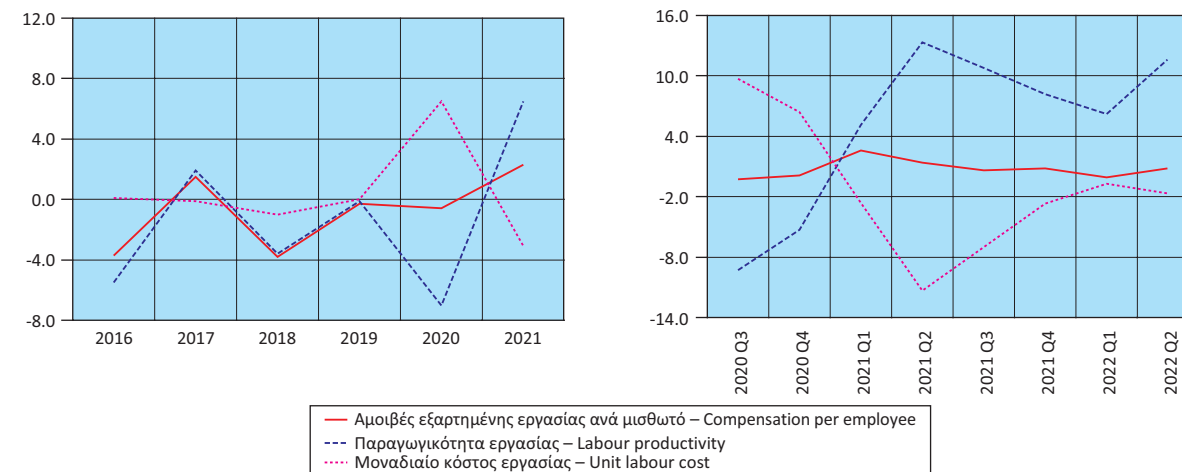 12.0
8.0
4.0
0.0
-4.0
-8.0
2016 2017 2018 2019 2020 2021
16.0
10.0
4.0
-2.0
-8.0
-14.0
2020 Q3
2020 Q4
2021 Q1
2021 Q2
2021 Q3
2021 Q4
2022 Q1
2022 Q2
Αμοιβές εξαρτημένης εργασίας ανά μισθωτό – Compensation per employee
Παραγωγικότητα εργασίας – Labour productivity
Μοναδιαίο κόστος εργασίας – Unit labour cost